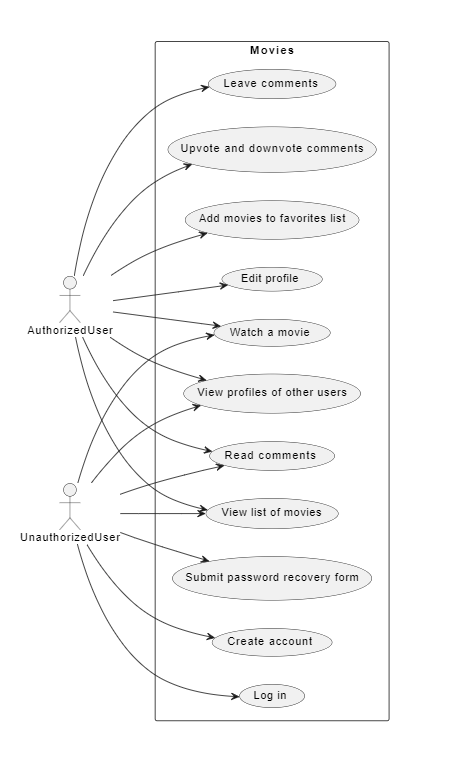 Movies
Leave comments
Upvote and downvote comments
Add movies to favorites list
Edit profile
AuthorizedUser
Watch a movie
View profiles of other users
Read comments
View list of movies
UnauthorizedUser
Submit password recovery form
Create account
Log in